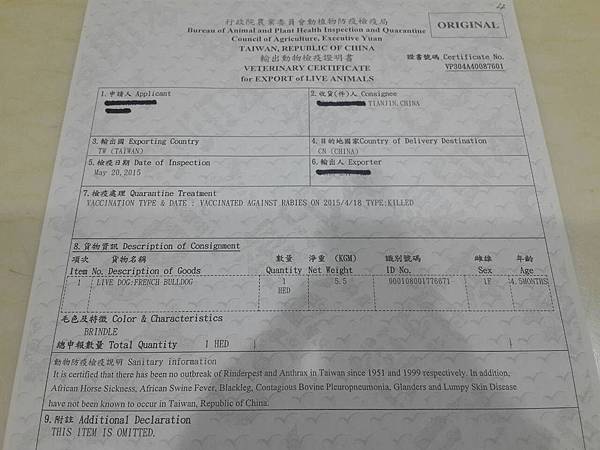 4
行政院農業委員會動植物防疫檢疫局
Bureau of Animal and Plant Health Inspection and Quarantine
Council of Agriculture, Executive Yuan
TAIWAN, REPUBLIC OF CHINA
輸出動物檢疫證明書
VETERINARY CERTIFICATE
for EXPORT of LIVE ANIMALS
ORIGINAL
證書號碼 Certificate No.
VP304A40087601
1.申請人 Applicant
2.收貨(件)人 Consignee
TIANJIN.CHINA
3.輸出國 Exporting Country
TW (TAIWAN)
4.目的地國家Country of Delivery Destination
CN (CHINA)
5.檢疫日期 Date of Inspection
May 20,2015
6.輸出人 Exporter
7.檢疫處理 Quarantine Treatment
VACCINATION TYPE & DATE : VACCINATED AGAINST RABIES ON 2015/4/18 TYPE:KILLED
8.貨物資訊 Description of Consignment
項次 貨物名稱 數量 淨重 (KGM) 識別號碼 雌雄 年齡
Item No. Description of Goods Quantity Net Weight ID No. Sex Age
1 LIVE DOG:FRENCH BULLDOG 1 5.5 000108001776671 1F 4.5MONTHS
HED
毛色及特徵 Color & Characteristics
BRINDLE
總申報數量 Total Quantity 1 HED
動物防疫檢疫說明 Sanitary information
It is certified that there has been no outbreak of Rinderpest and Anthrax in Taiwan since 1951 and 1999 respectively. In addition,
African Horse Sickness, African Swine Fever, Blackleg, Contagious Bovine Pleuropneumonia, Glanders and Lumpy Skin Disease
have not been known to occur in Taiwan, Republic of China.
9.附註 Additional Declaration
THIS ITEM IS OMITTED.